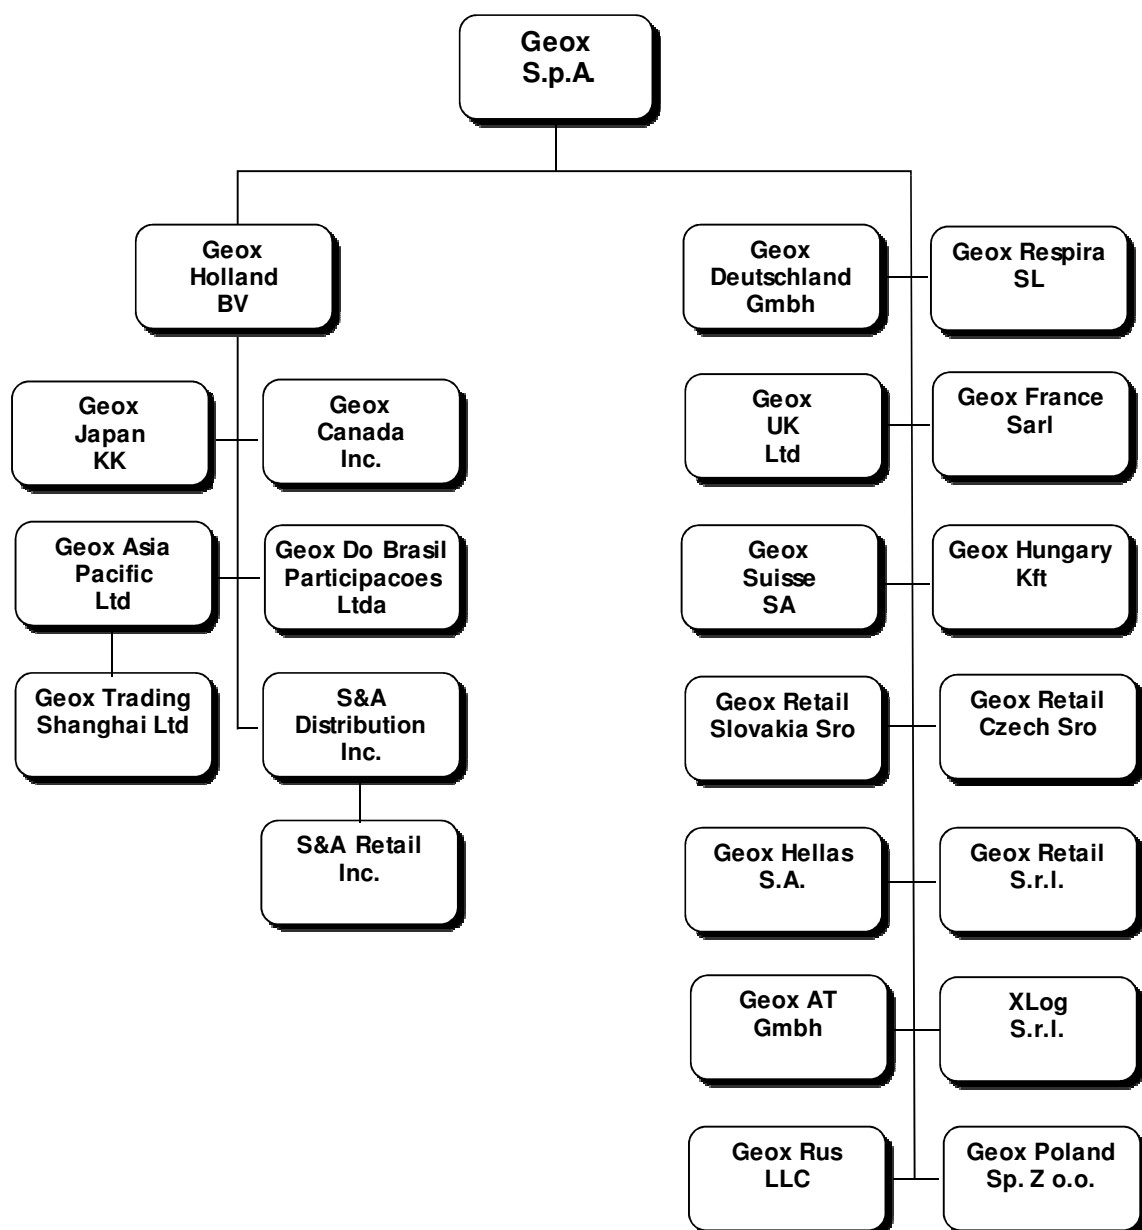 Geox
S.p.A.
Geox
Holland
BV
Geox
Japan
KK
Geox
Canada
Inc.
Geox Asia
Pacific
Ltd
Geox Do Brasil
Participacoes
Ltda
Geox Trading
Shanghai Ltd
S&A
Distribution
Inc.
S&A Retail
Inc.
Geox
Deutschland
Gmbh
Geox Respira
SL
Geox
UK
Ltd
Geox France
Sarl
Geox
Suisse
SA
Geox Hungary
Kft
Geox Retail
Slovakia Sro
Geox Retail
Czech Sro
Geox Hellas
S.A.
Geox Retail
S.r.l.
Geox AT
Gmbh
XLog
S.r.l.
Geox Rus
LLC
Geox Poland
Sp. Z o.o.